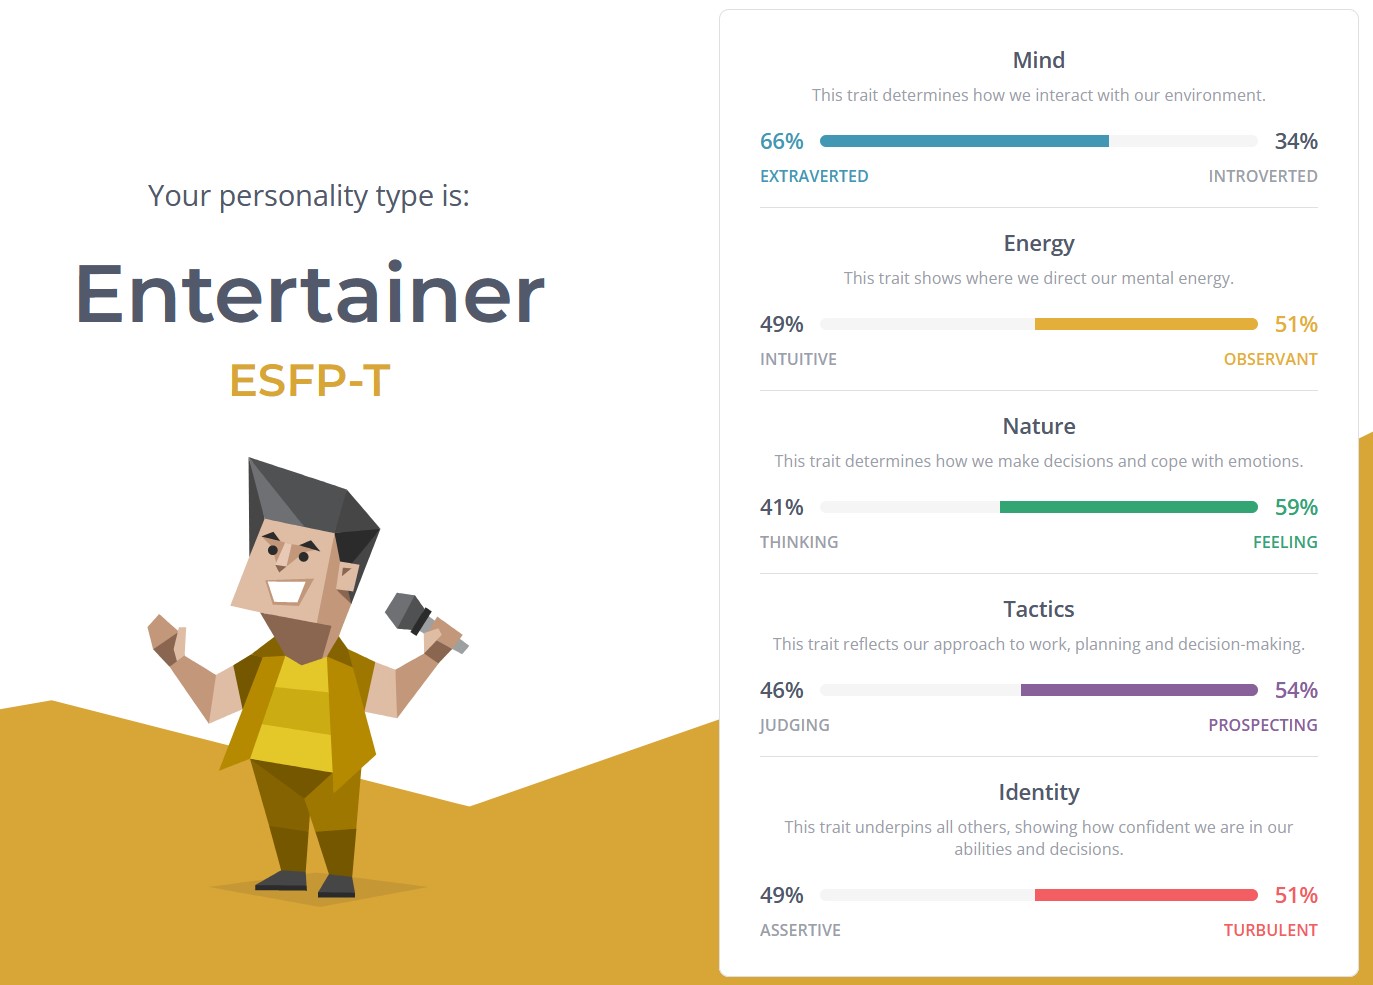 Your personality type is:
Entertainer
ESFP-T
Mind
This trait determines how we interact with our environment.
66% 34%
EXTRAVERTED INTROVERTED
Energy
This trait shows where we direct our mental energy.
49% 51%
INTUITIVE OBSERVANT
Nature
This trait determines how we make decisions and cope with emotions.
41% 59%
THINKING FEELING
Tactics
This trait reflects our approach to work, planning and decision-making.
46% 54%
JUDGING PROSPECTING
Identity
This trait underpins all others, showing how confident we are in our
abilities and decisions.
49% 51%
ASSERTIVE TURBULENT